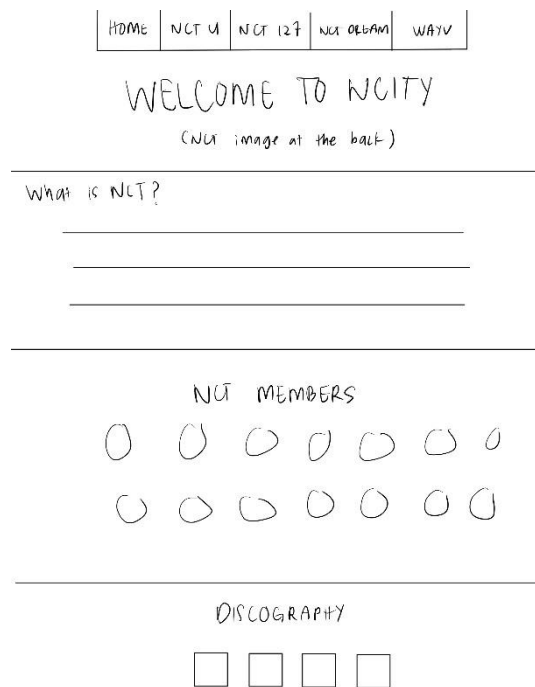 HOME NCT U NCT 127 NCT DREAM WAYV
WELCOME TO NCITY
(NCT image at the back)
What is NCT?
NCT MEMBERS
DISCOGRAPHY